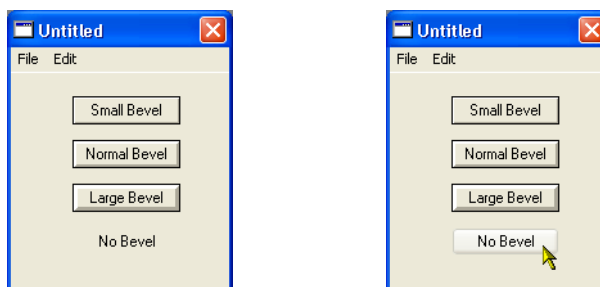 Untitled
File Edit
Small Bevel
Normal Bevel
Large Bevel
No Bevel
Untitled
File Edit
Small Bevel
Normal Bevel
Large Bevel
No Bevel